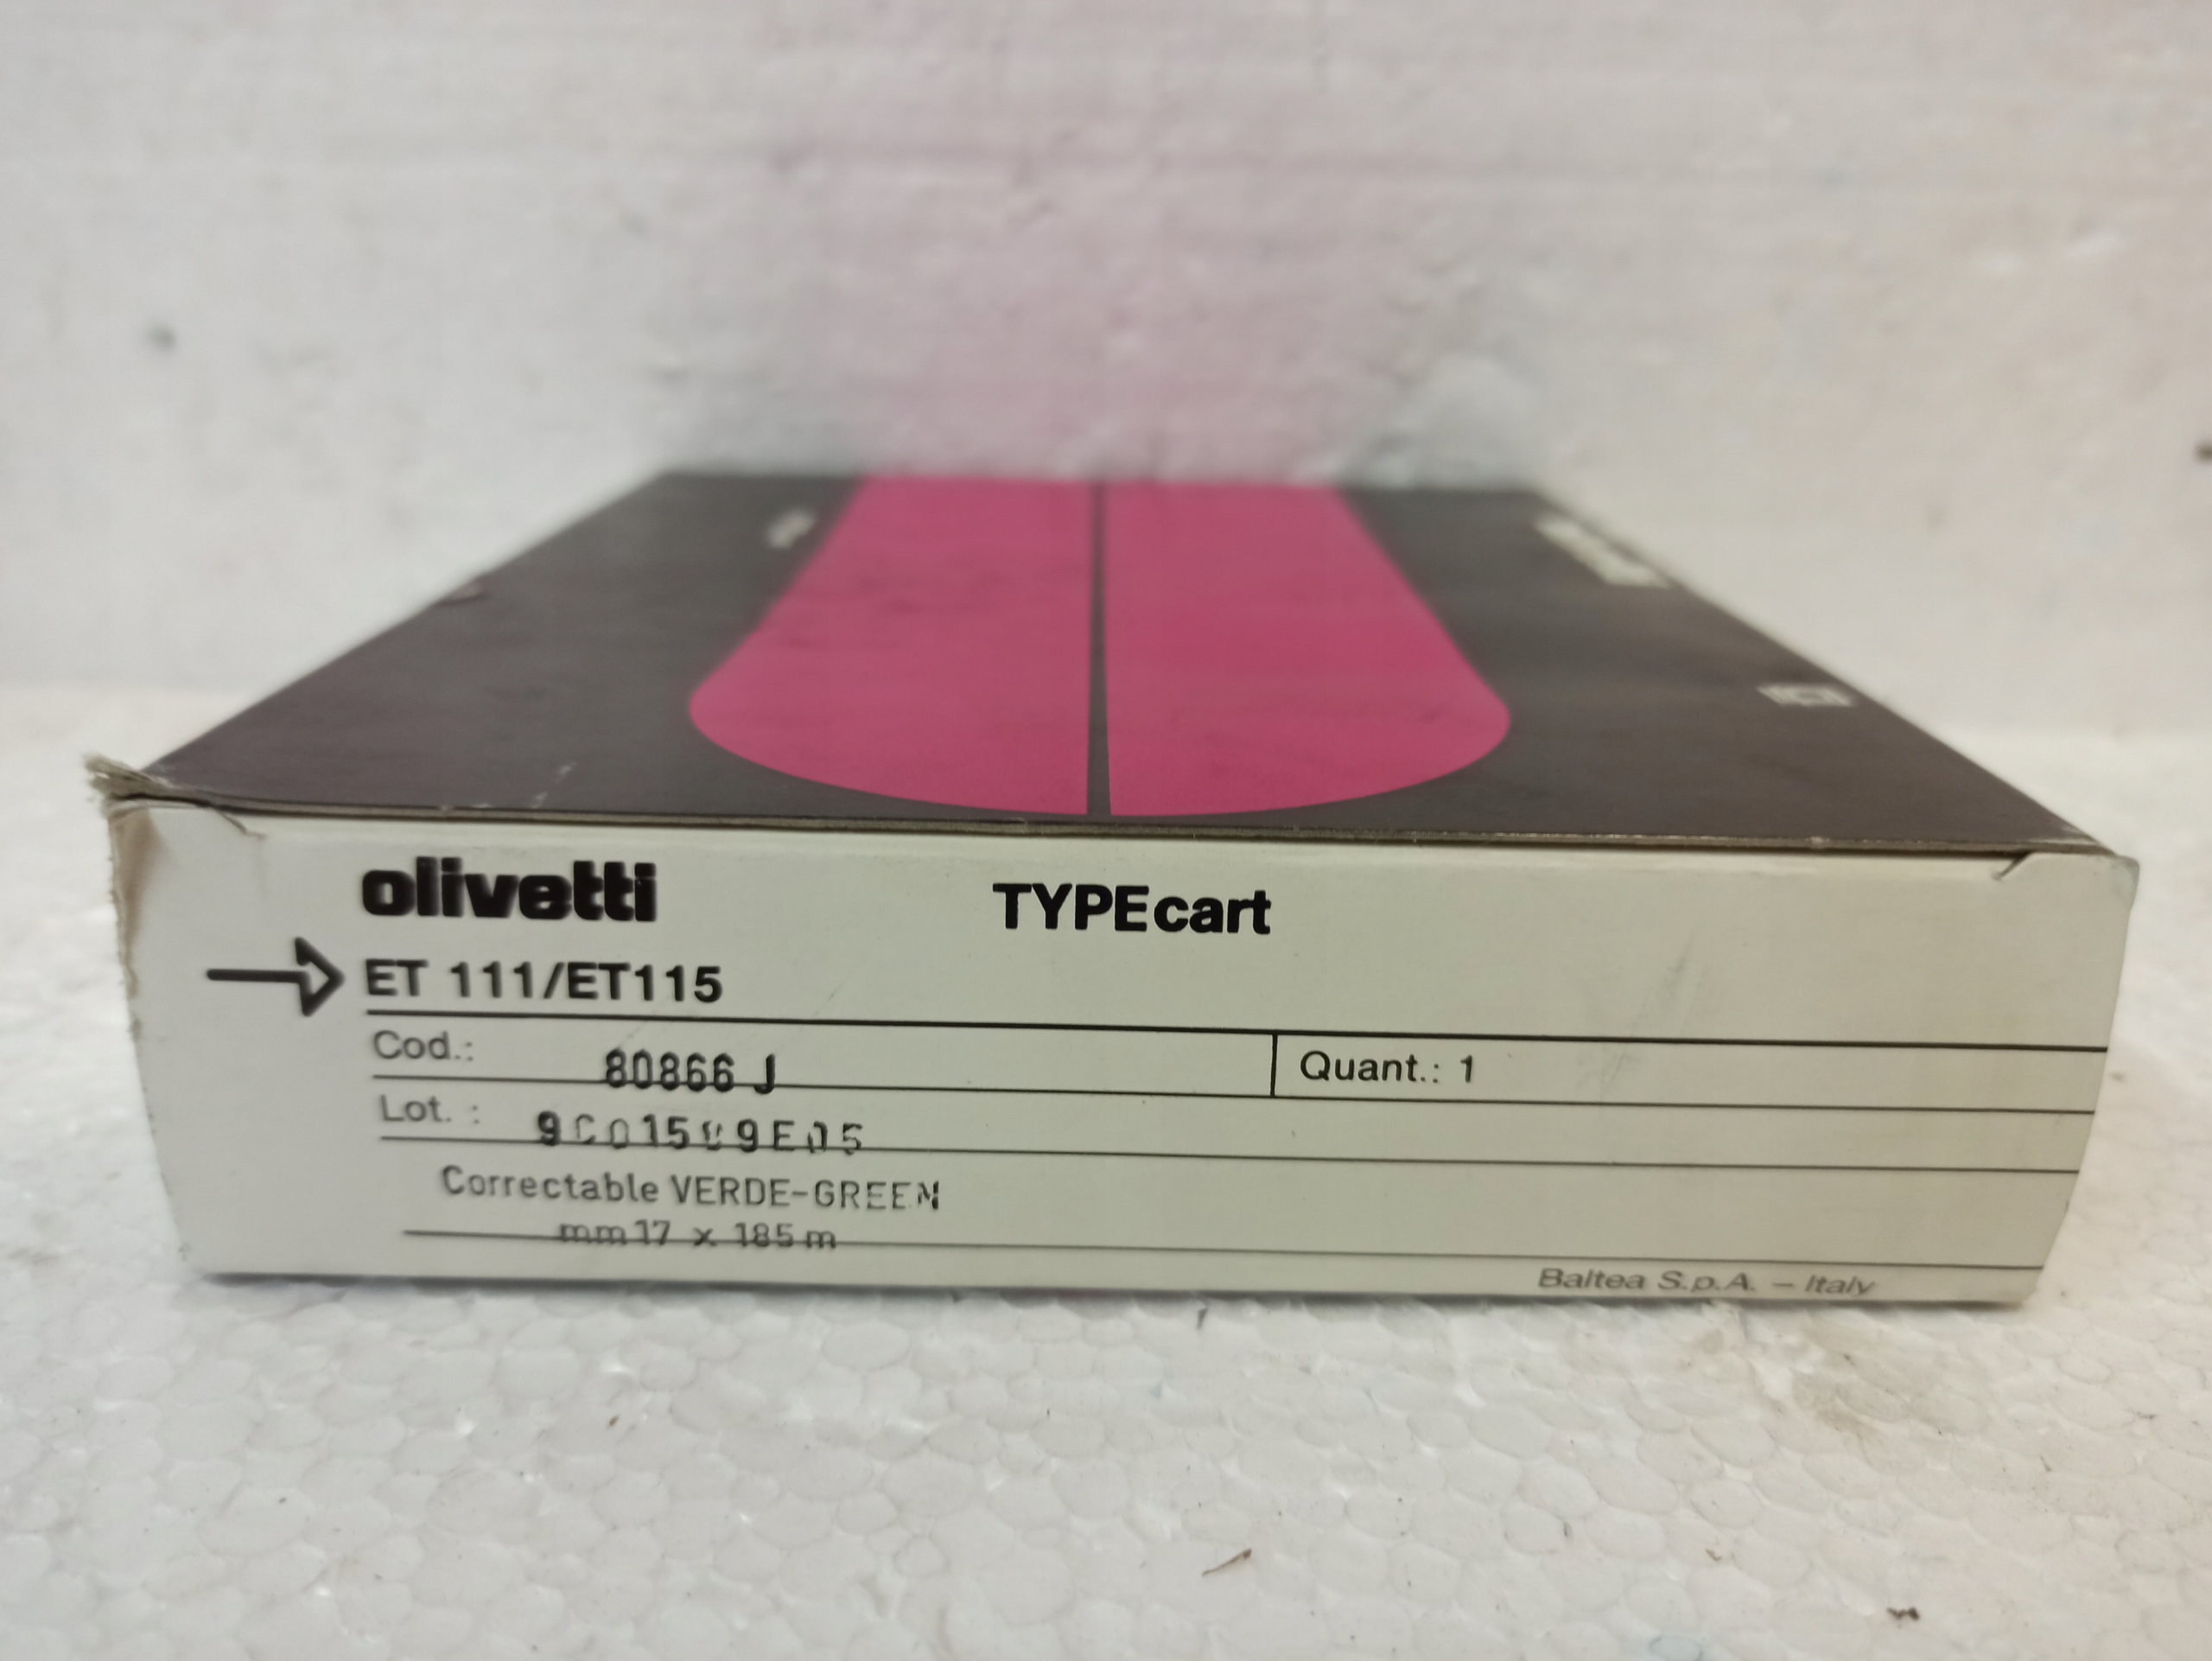 olivetti TYPEcart
ET 111/ET115
Cod.: 80866 J Quant.: 1
Lot. :
Correctable VERDE-GREEN
mm 17 x 185 m
Baltea S.p.A. – Italy